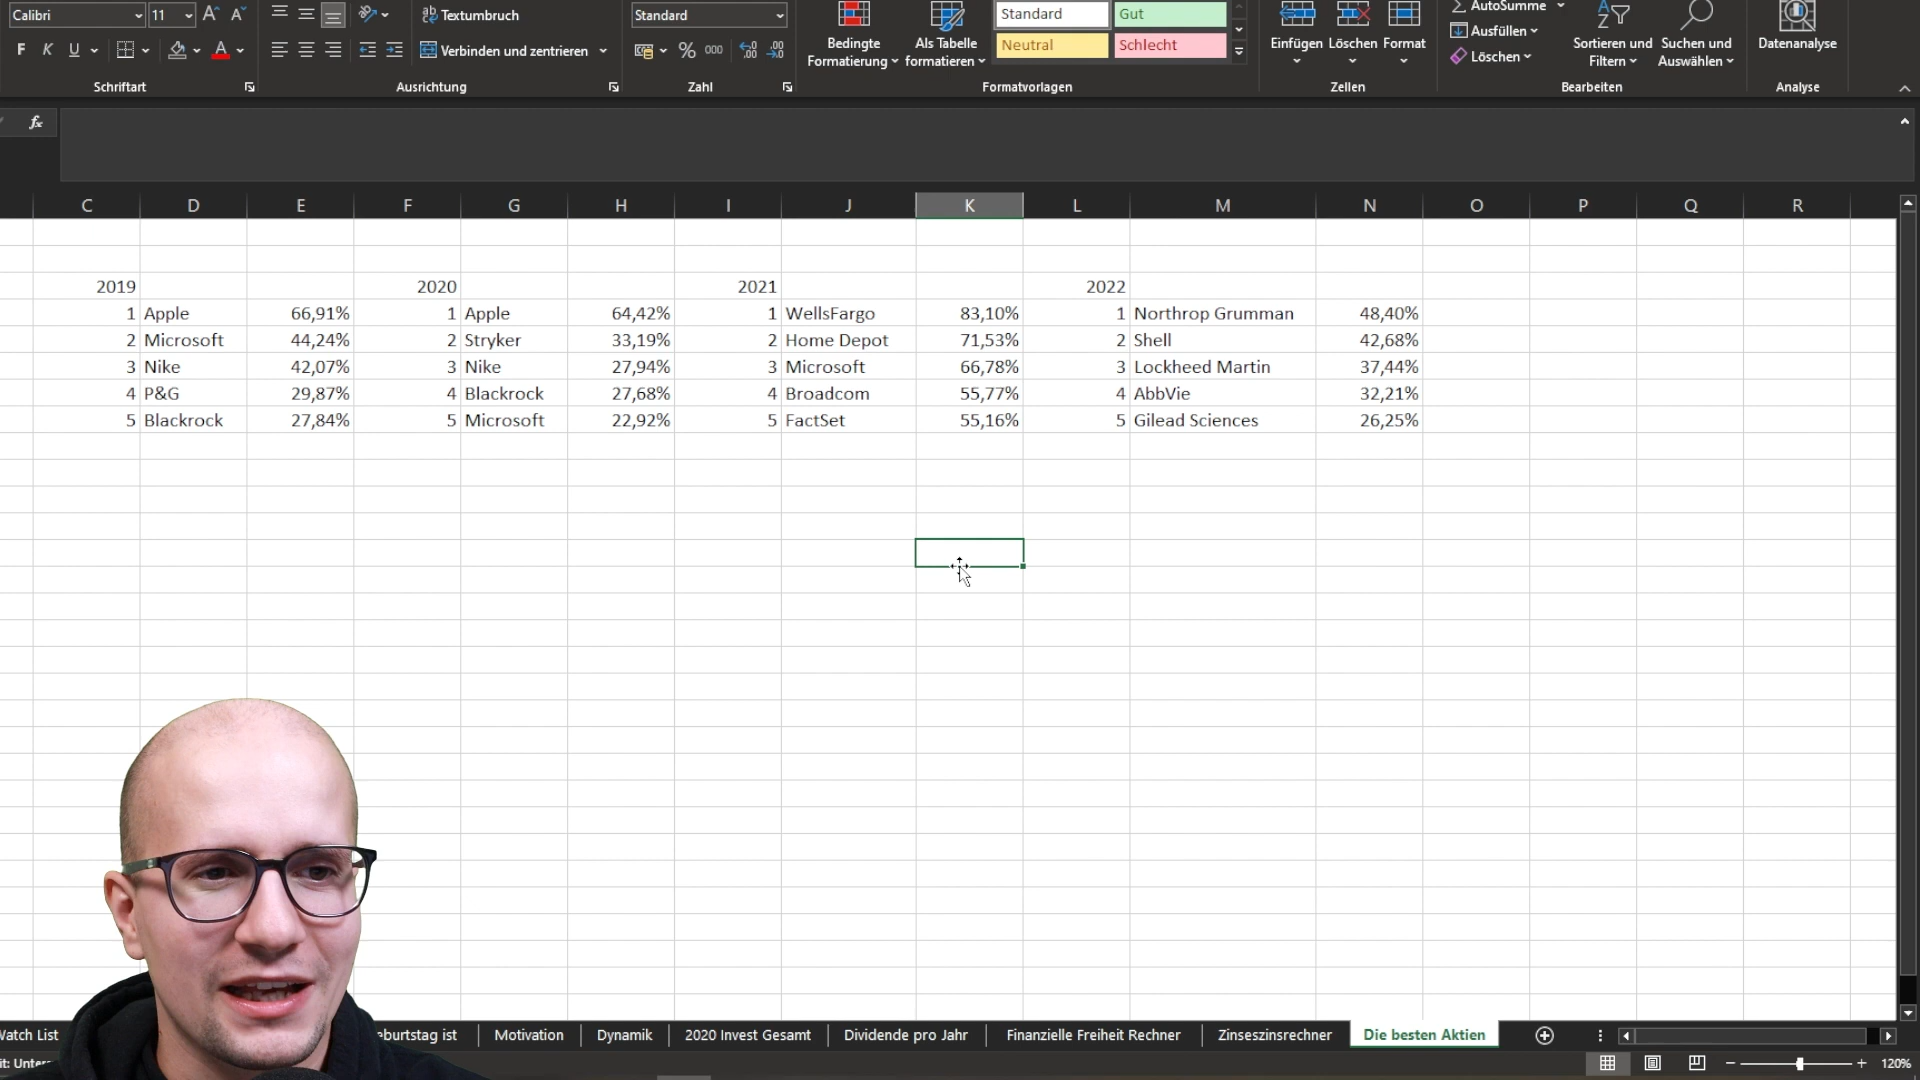 Calibri 11 Textumbruch Standard Standard Gut AutoSumme
F K U Verbinden und zentrieren % 000 Bedingte Formatierung Als Tabelle formatieren Neutral Schlecht Einfügen Löschen Format Ausfüllen Löschen Sortieren und Filtern Suchen und Auswählen Datenanalyse
Schriftart Ausrichtung Zahl Formatvorlagen Zellen Bearbeiten Analyse
fx
C D E F G H I J K L M N O P Q R
2019 2020 2021 2022
1 Apple 66,91% 1 Apple 64,42% 1 WellsFargo 83,10% 1 Northrop Grumman 48,40%
2 Microsoft 44,24% 2 Stryker 33,19% 2 Home Depot 71,53% 2 Shell 42,68%
3 Nike 42,07% 3 Nike 27,94% 3 Microsoft 66,78% 3 Lockheed Martin 37,44%
4 P&G 29,87% 4 Blackrock 27,68% 4 Broadcom 55,77% 4 AbbVie 32,21%
5 Blackrock 27,84% 5 Microsoft 22,92% 5 FactSet 55,16% 5 Gilead Sciences 26,25%
Watch List eburtstag ist Motivation Dynamik 2020 Invest Gesamt Dividende pro Jahr Finanzielle Freiheit Rechner Zinseszinsrechner Die besten Aktien
120%